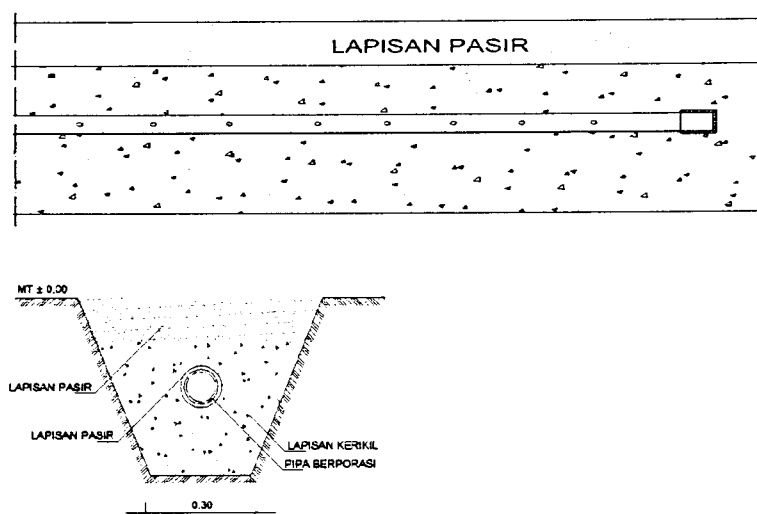 LAPISAN PASIR
MT ± 0.00
LAPISAN PASIR
LAPISAN PASIR
LAPISAN KERIKIL
PIPA BERPORASI
0.30